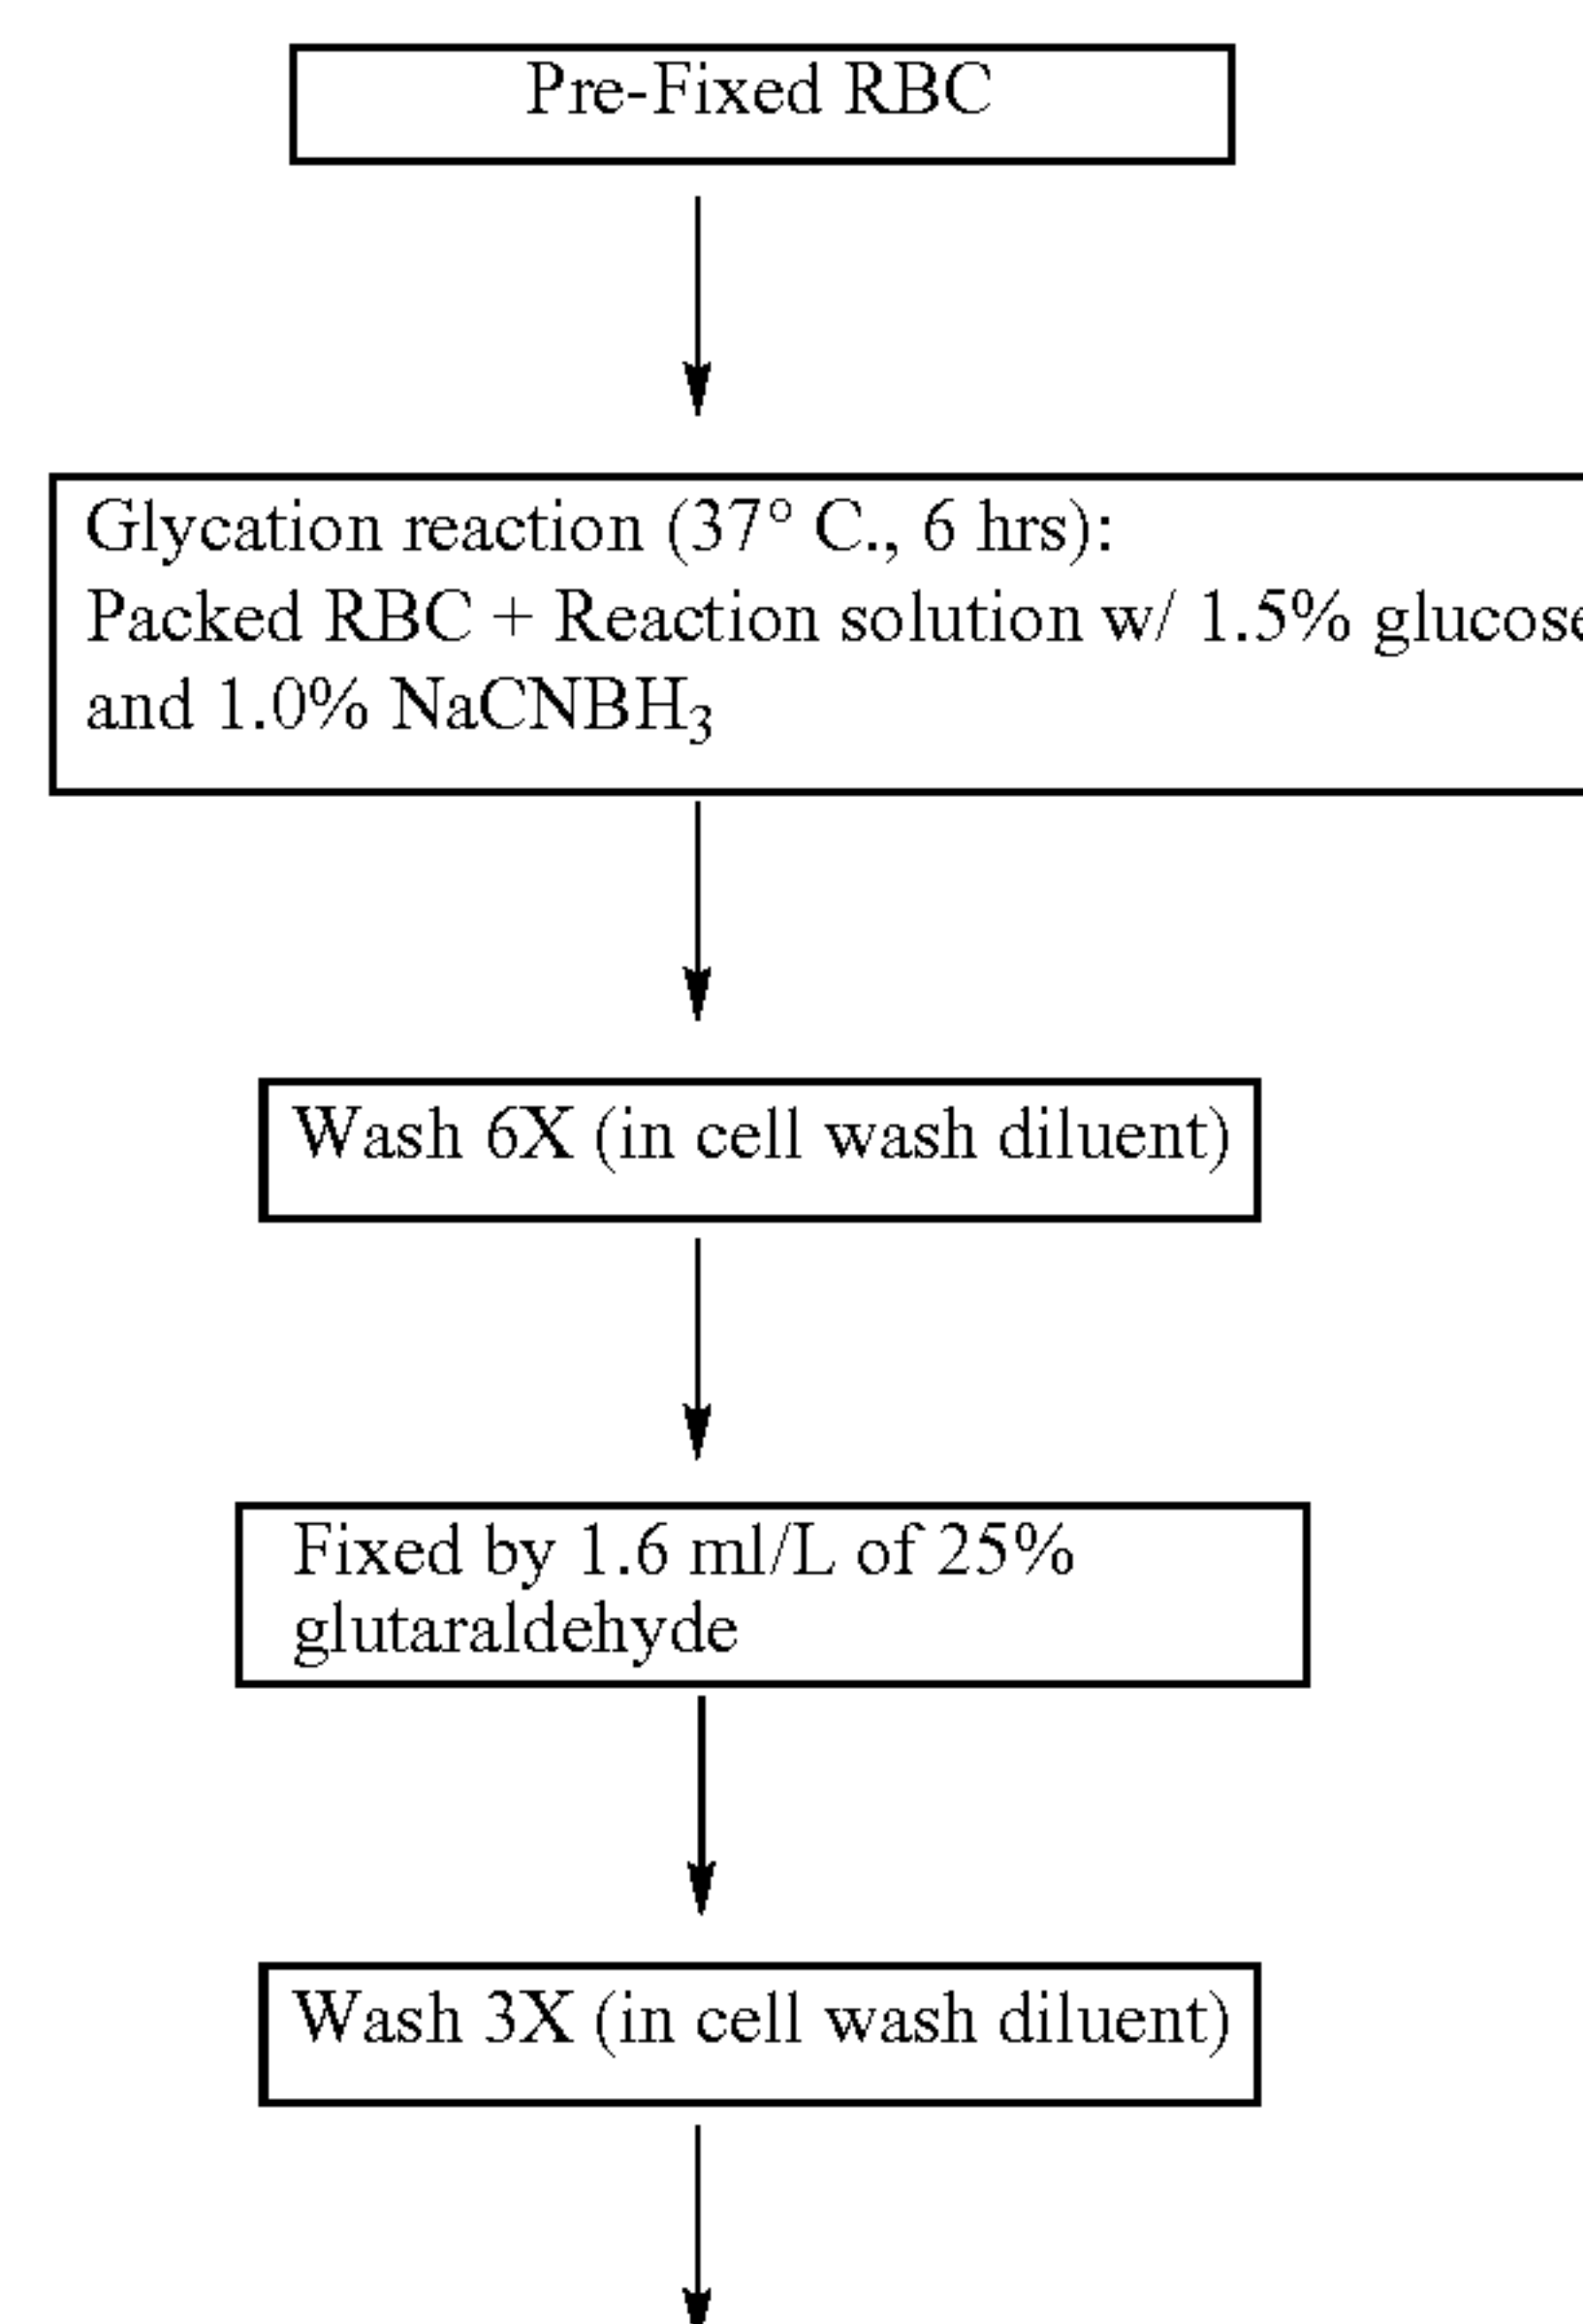 Pre-Fixed RBC
Glycation reaction (37° C., 6 hrs):
Packed RBC + Reaction solution w/ 1.5% glucose
and 1.0% NaCNBH₃
Wash 6X (in cell wash diluent)
Fixed by 1.6 ml/L of 25%
glutaraldehyde
Wash 3X (in cell wash diluent)